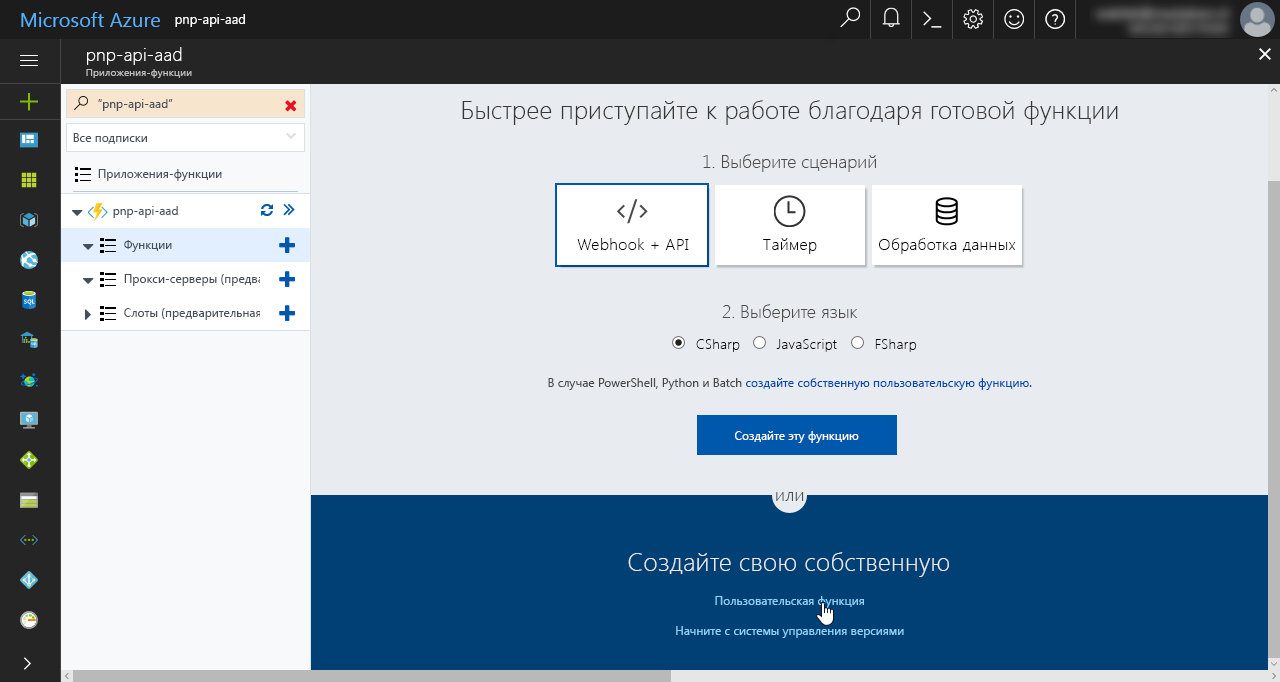 Microsoft Azure pnp-api-aad
pnp-api-aad
Приложения-функции
"pnp-api-aad"
Все подписки
Приложения-функции
pnp-api-aad
Функции
Прокси-серверы (предва
Слоты (предварительная
Быстрее приступайте к работе благодаря готовой функции
1. Выберите сценарий
Webhook + API
Таймер
Обработка данных
2. Выберите язык
CSharp JavaScript FSharp
В случае PowerShell, Python и Batch создайте собственную пользовательскую функцию.
Создайте эту функцию
ИЛИ
Создайте свою собственную
Пользовательская функция
Начните с системы управления версиями
SQL